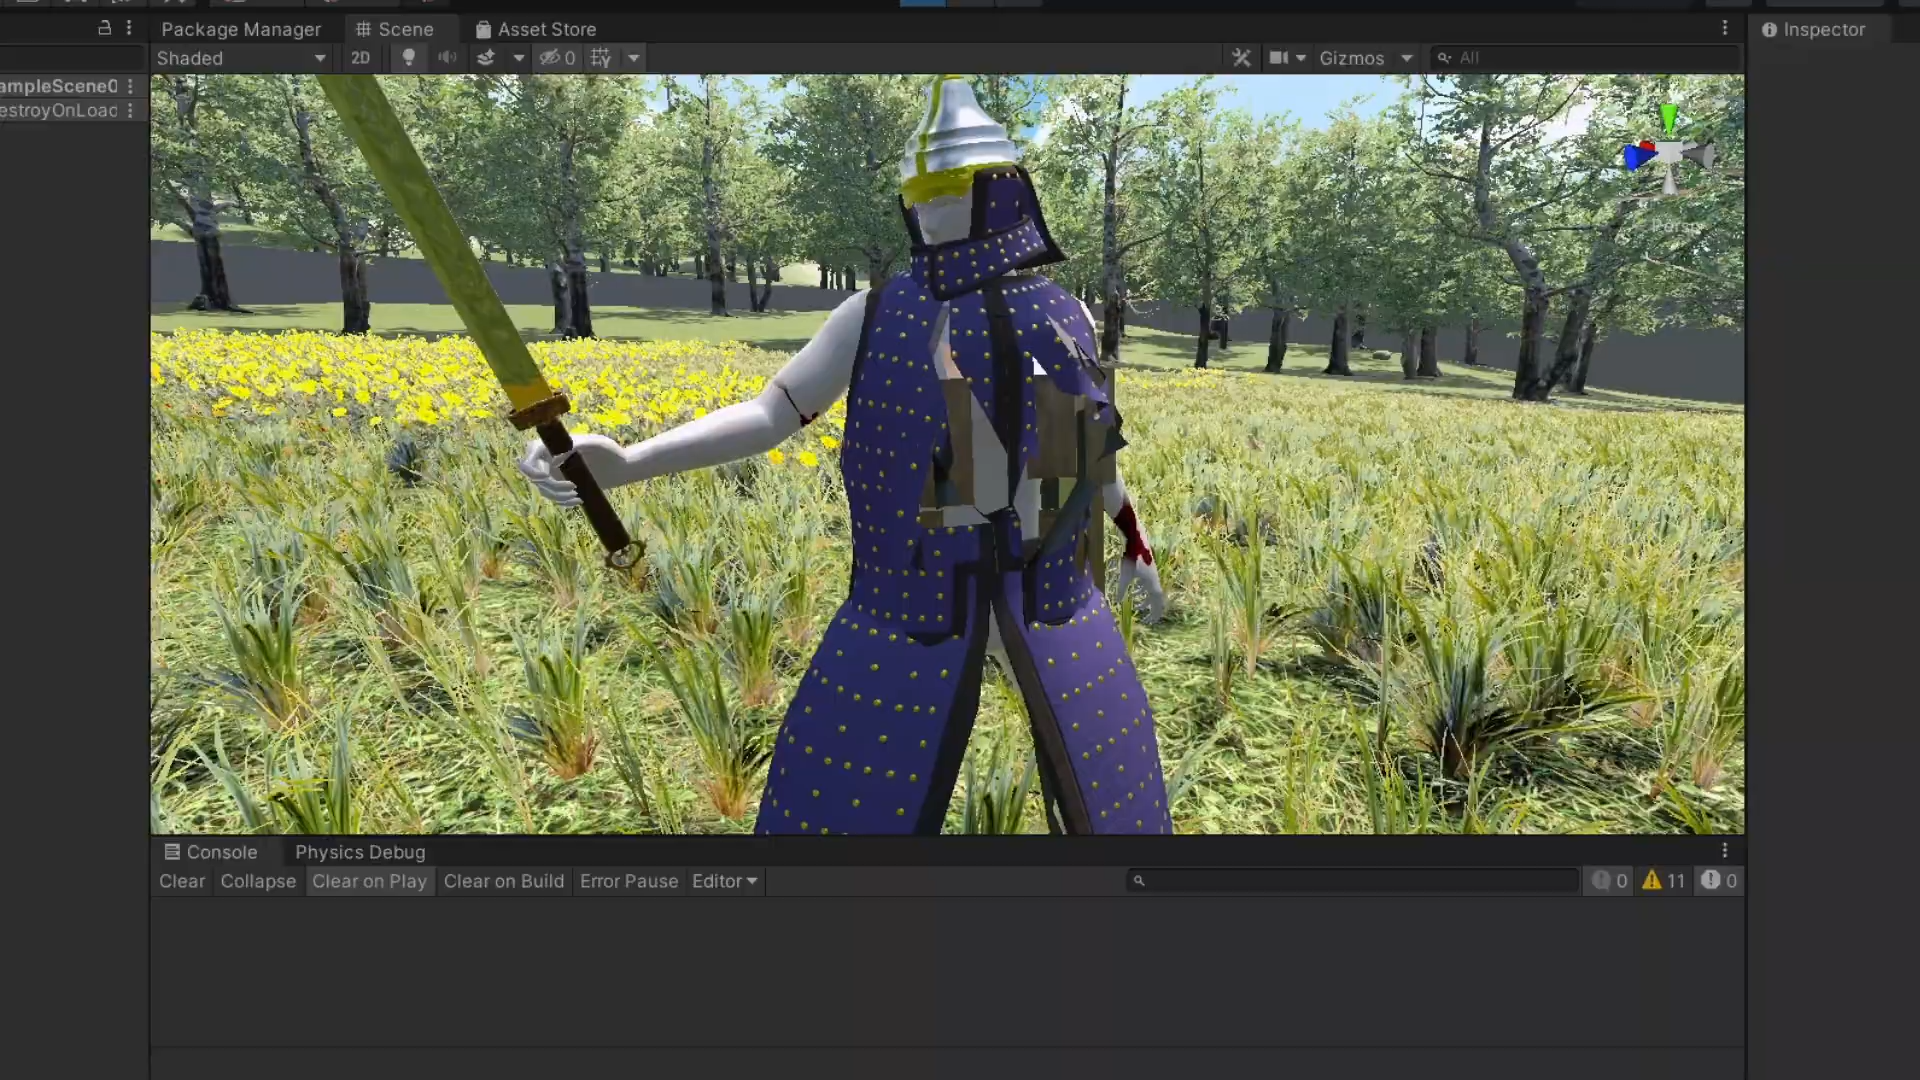 Package Manager
Scene
Asset Store
Inspector
Shaded
2D
0
Gizmos
All
ampleScene0
estroyOnLoad
Persp
Console
Physics Debug
Clear
Collapse
Clear on Play
Clear on Build
Error Pause
Editor
0
11
0